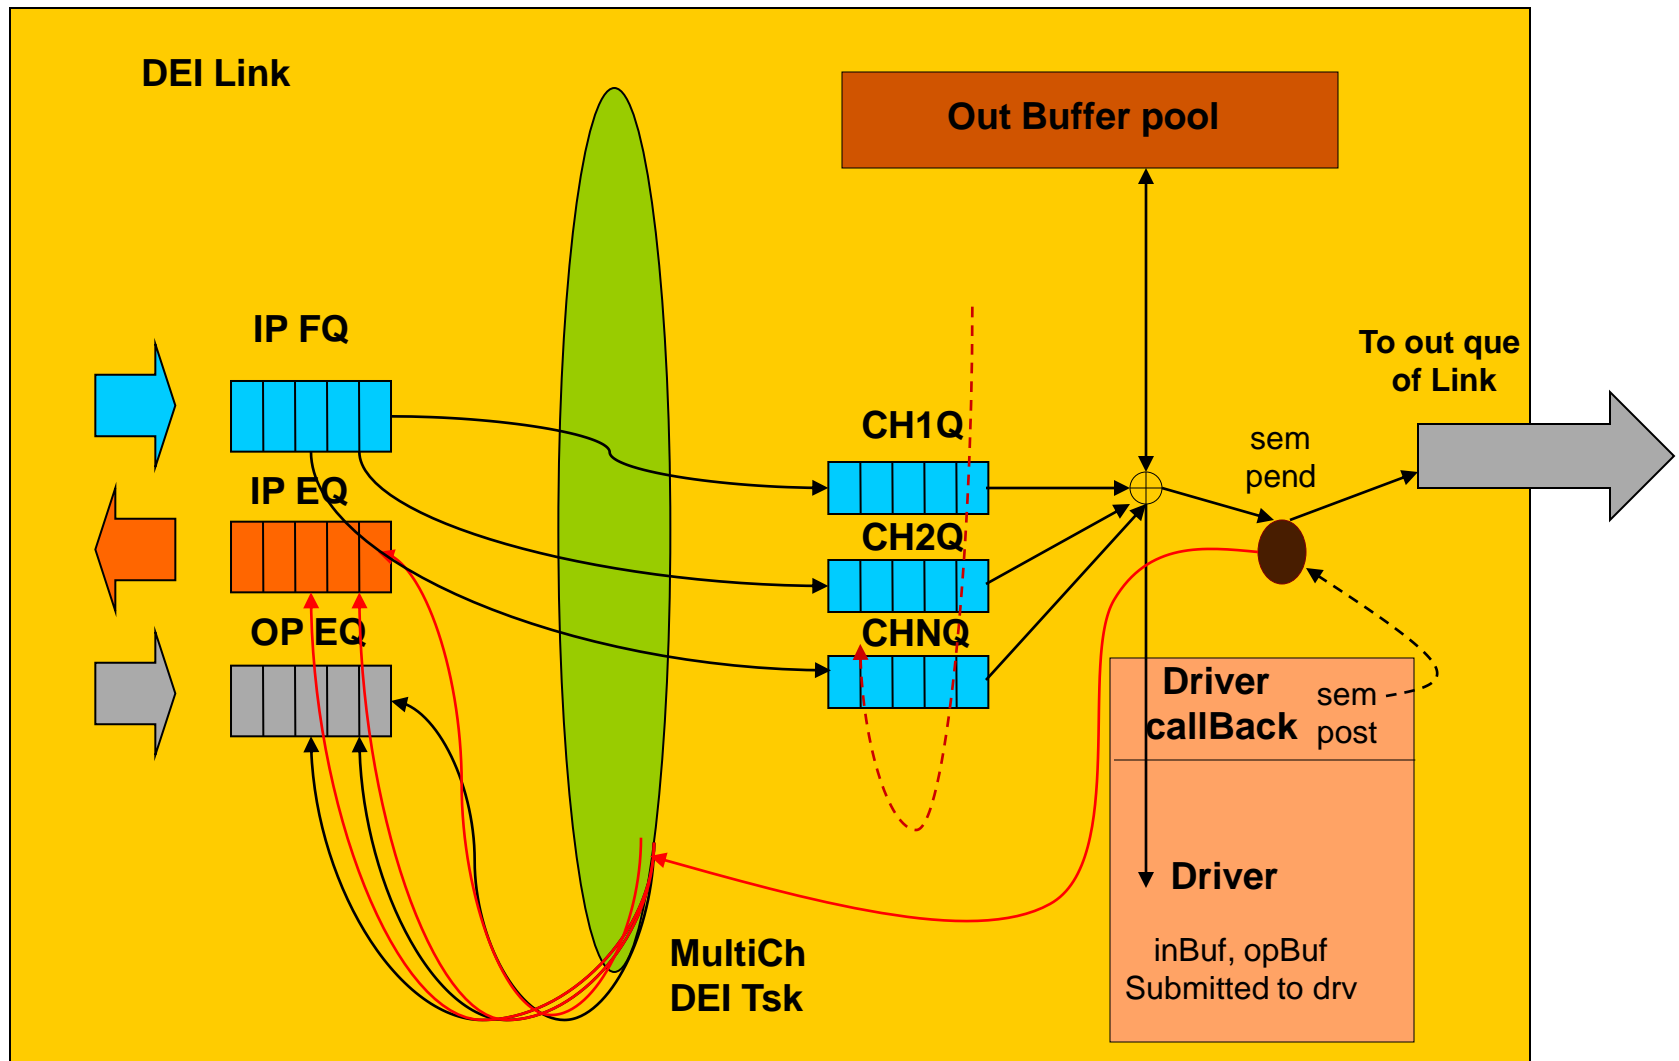 DEI Link
Out Buffer pool
IP FQ
To out que
of Link
CH1Q
sem
pend
IP EQ
CH2Q
OP EQ
CHNQ
Driver
callBack
sem
post
Driver
MultiCh
DEI Tsk
inBuf, opBuf
Submitted to drv